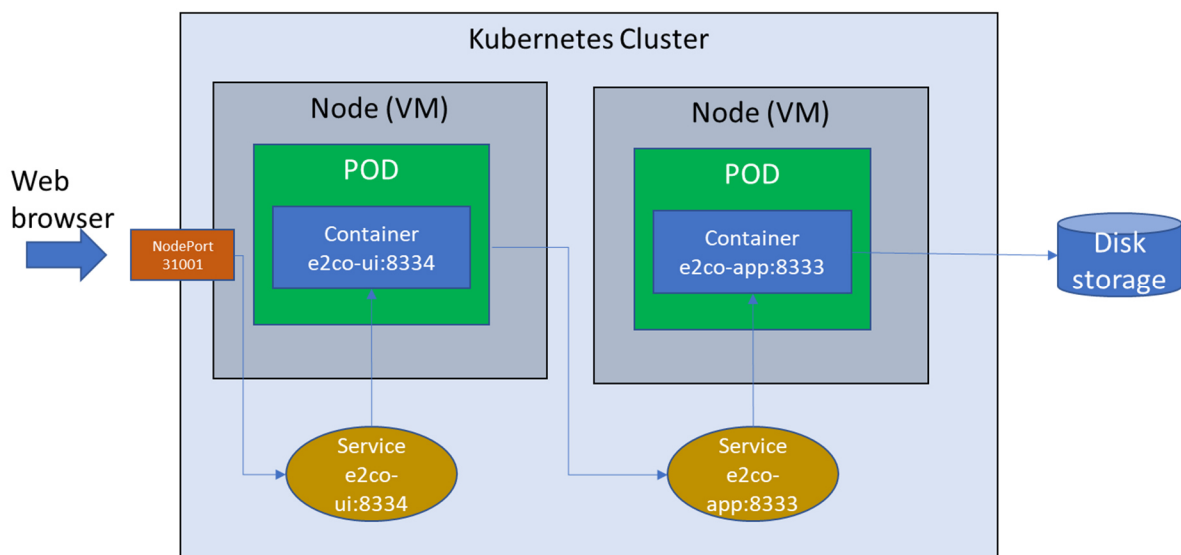 Kubernetes Cluster
Node (VM)
POD
Container
e2co-ui:8334
Node (VM)
POD
Container
e2co-app:8333
Web
browser
NodePort
31001
Disk
storage
Service
e2co-
ui:8334
Service
e2co-
app:8333